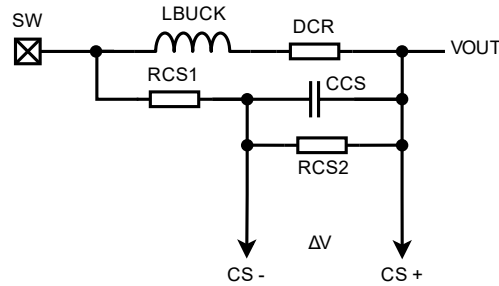 SW
LBUCK
DCR
VOUT
RCS1
CCS
RCS2
ΔV
CS -
CS +